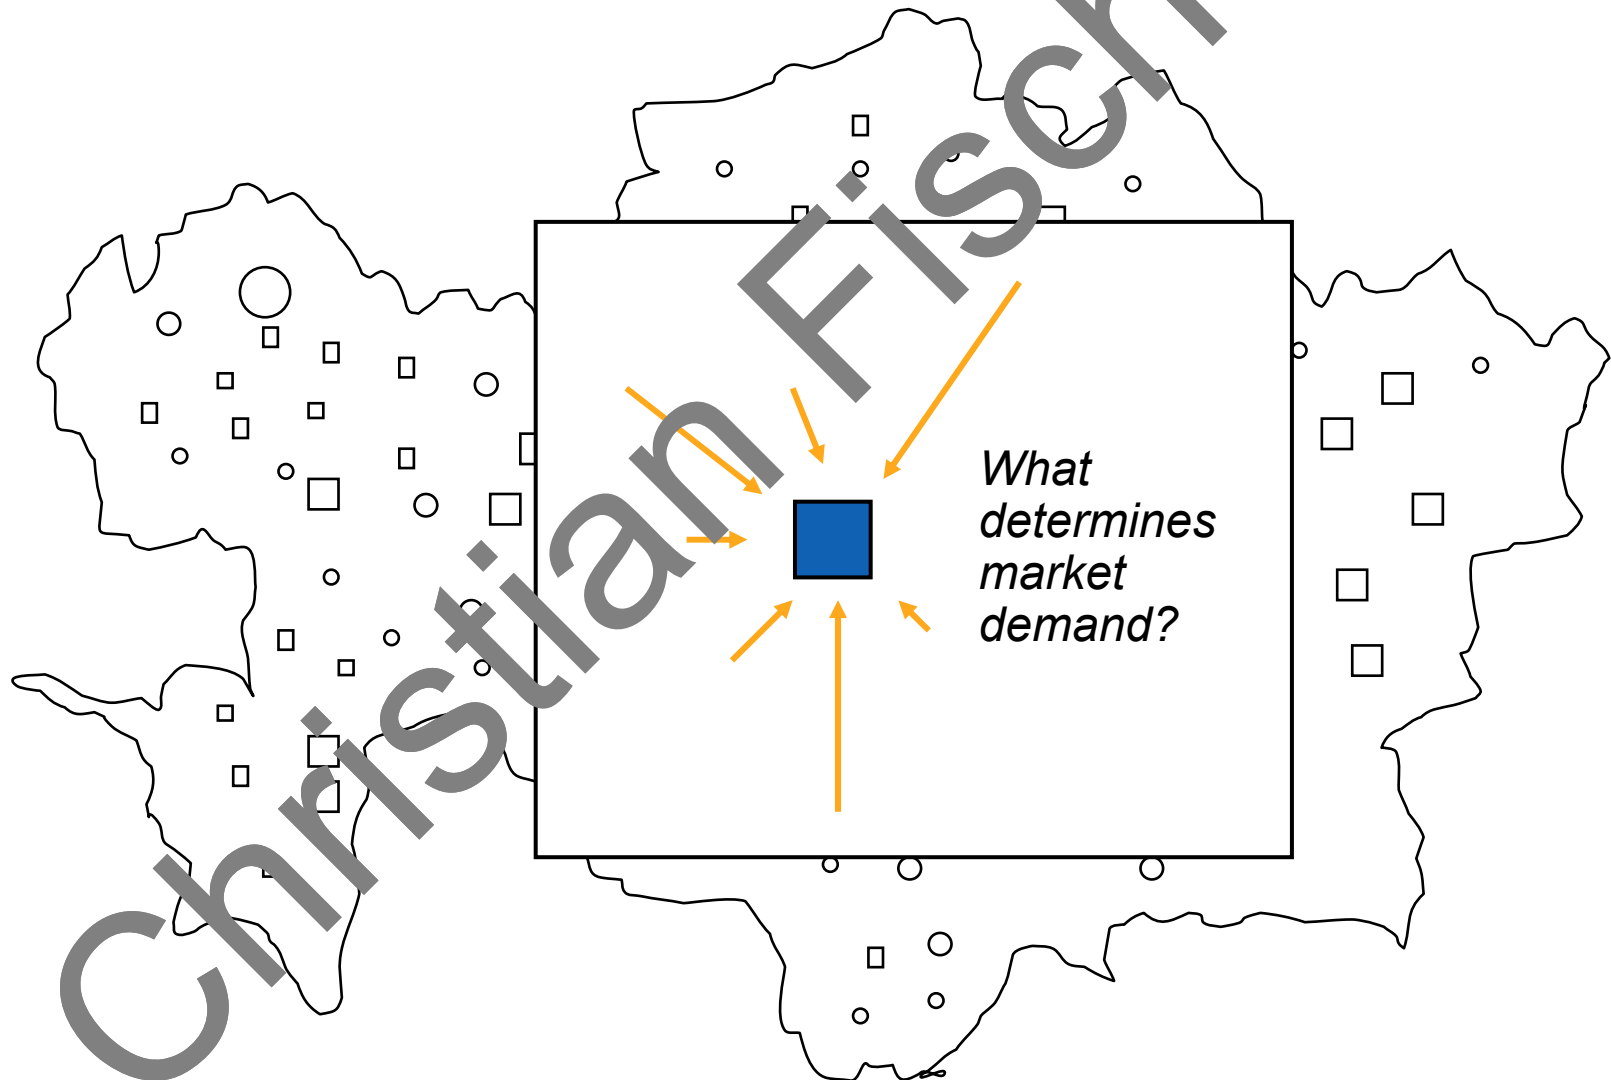 Christian Fisch
What
determines
market
demand?